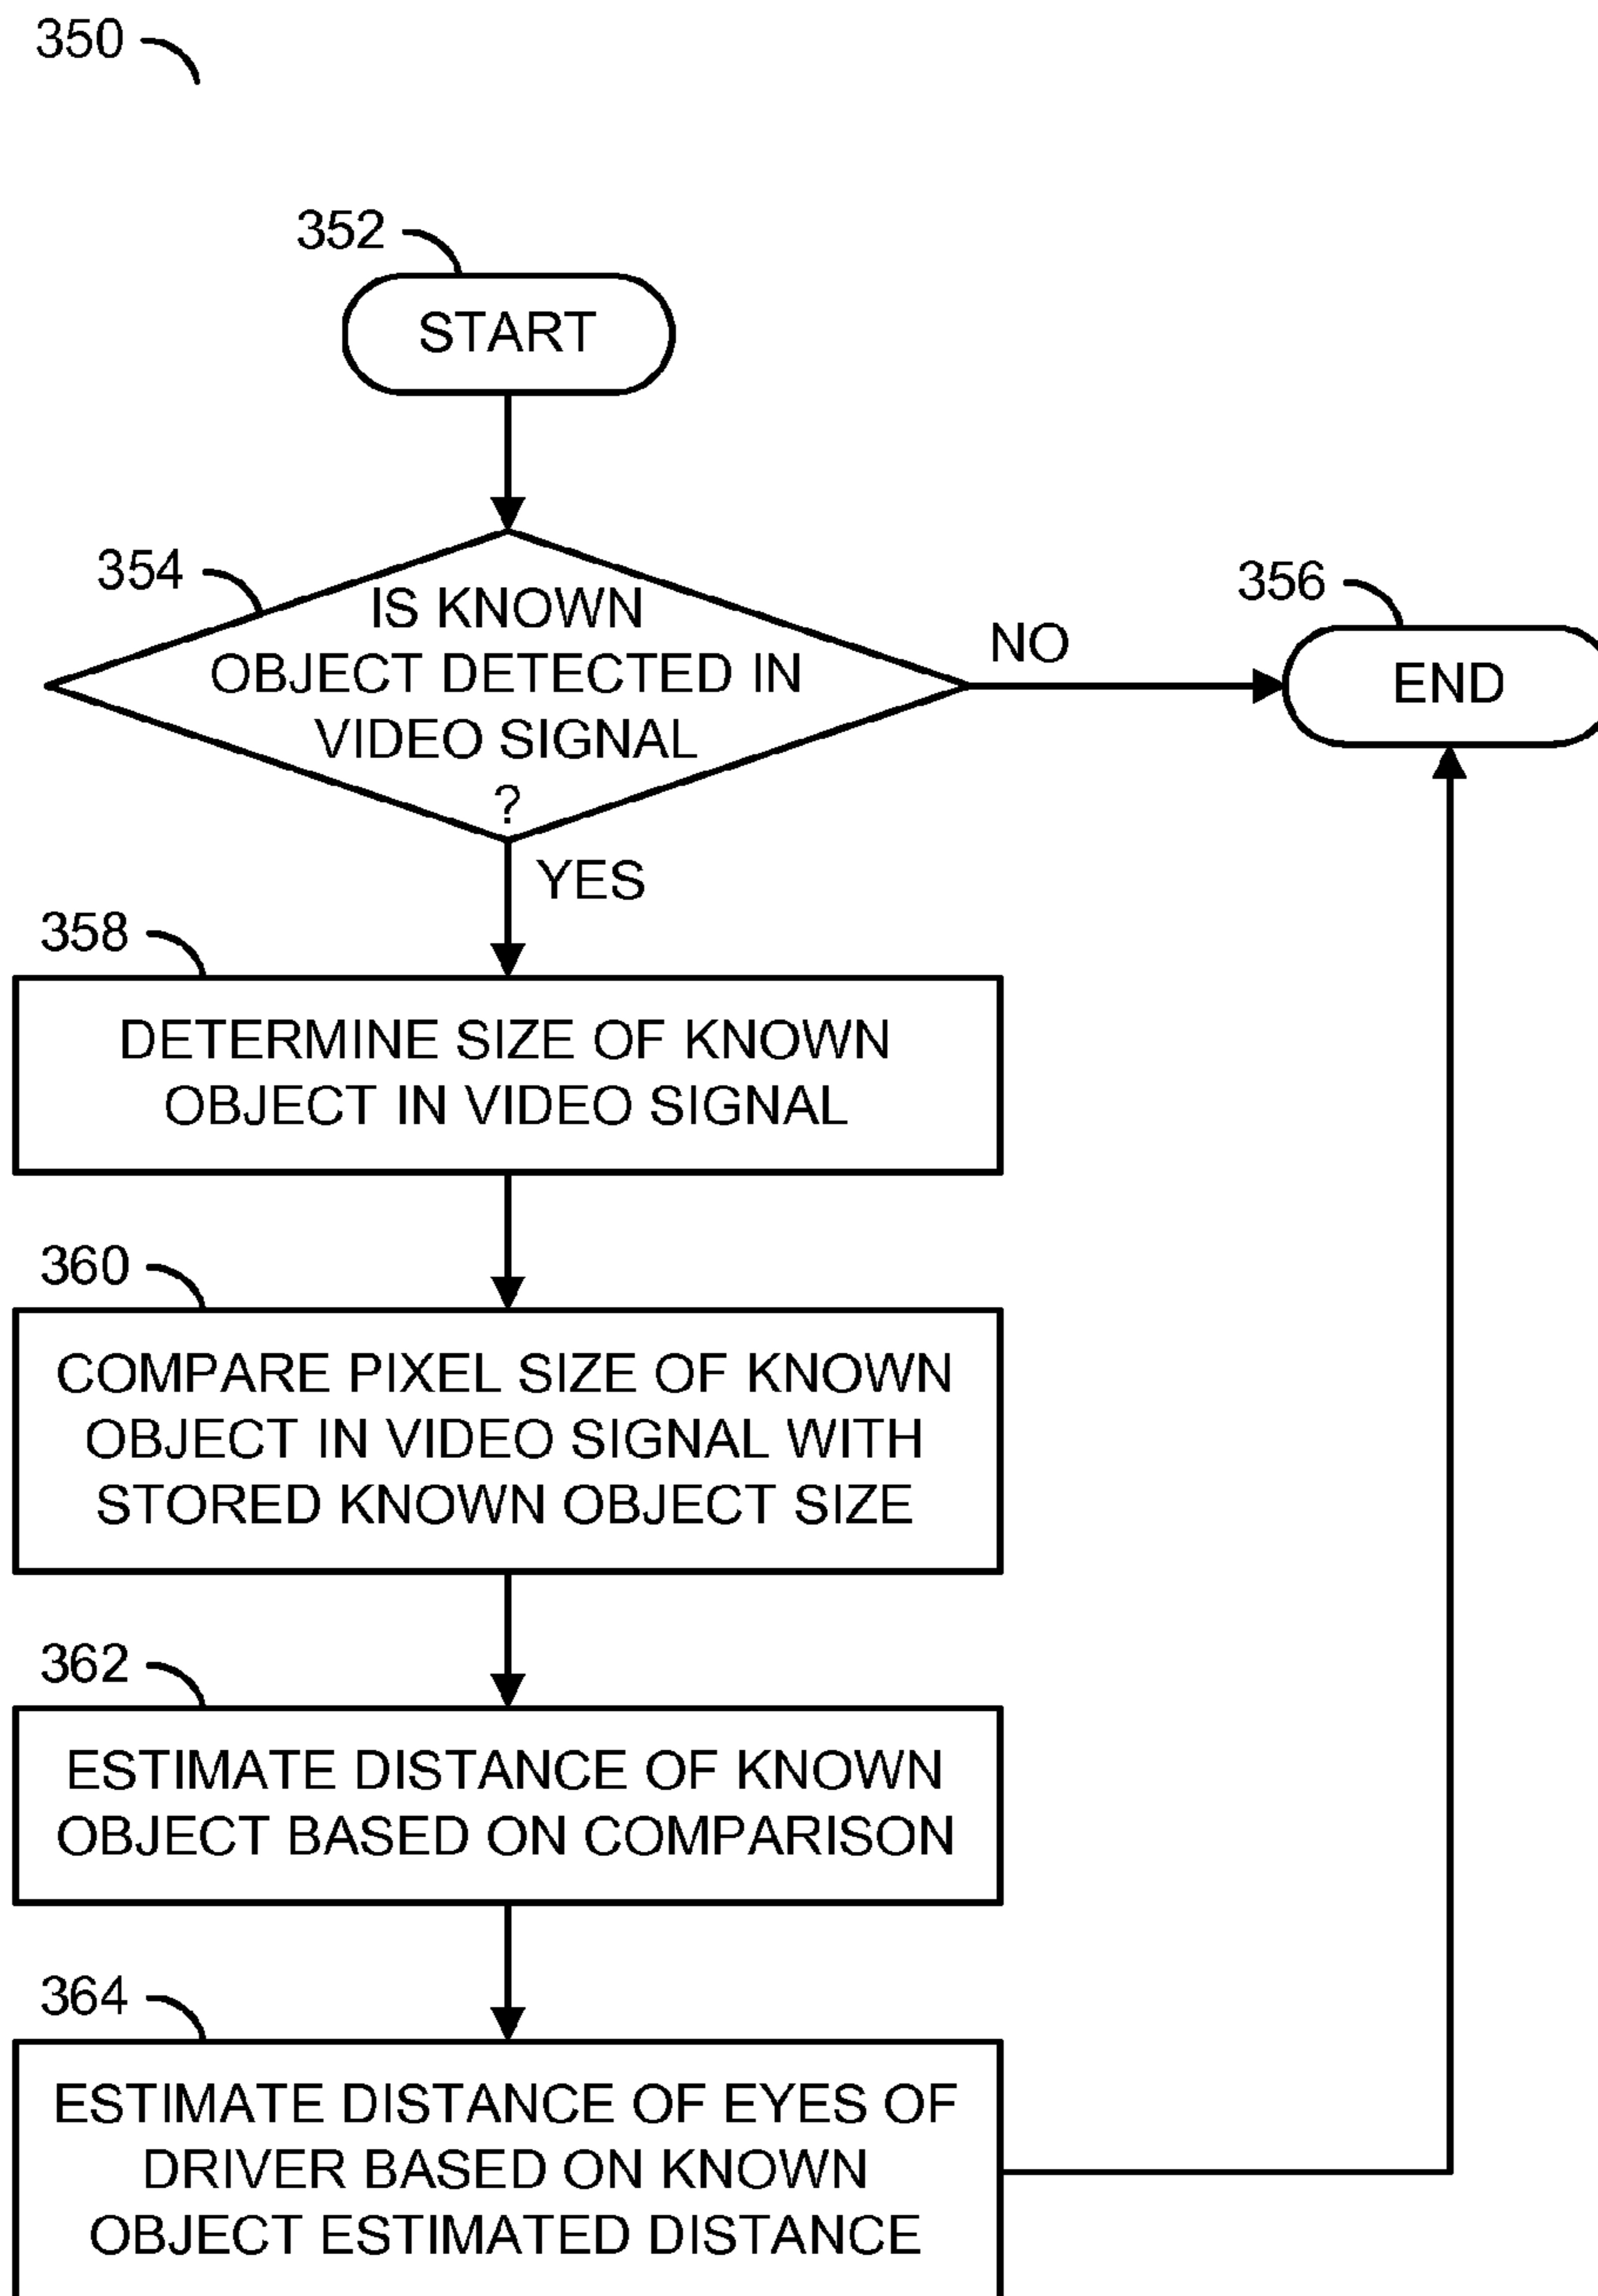 350
352
START
354
IS KNOWN
OBJECT DETECTED IN
VIDEO SIGNAL
?
NO
356
END
YES
358
DETERMINE SIZE OF KNOWN
OBJECT IN VIDEO SIGNAL
360
COMPARE PIXEL SIZE OF KNOWN
OBJECT IN VIDEO SIGNAL WITH
STORED KNOWN OBJECT SIZE
362
ESTIMATE DISTANCE OF KNOWN
OBJECT BASED ON COMPARISON
364
ESTIMATE DISTANCE OF EYES OF
DRIVER BASED ON KNOWN
OBJECT ESTIMATED DISTANCE